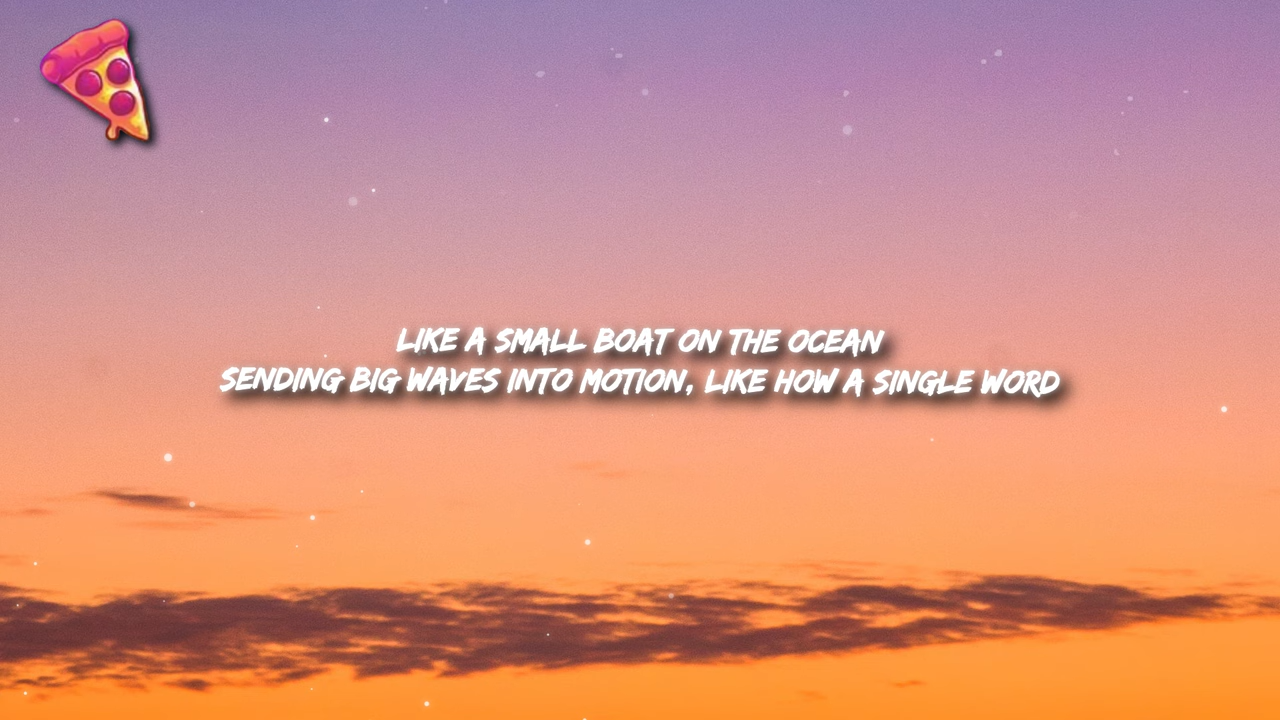 LIKE A SMALL BOAT ON THE OCEAN
SENDING BIG WAVES INTO MOTION, LIKE HOW A SINGLE WORD